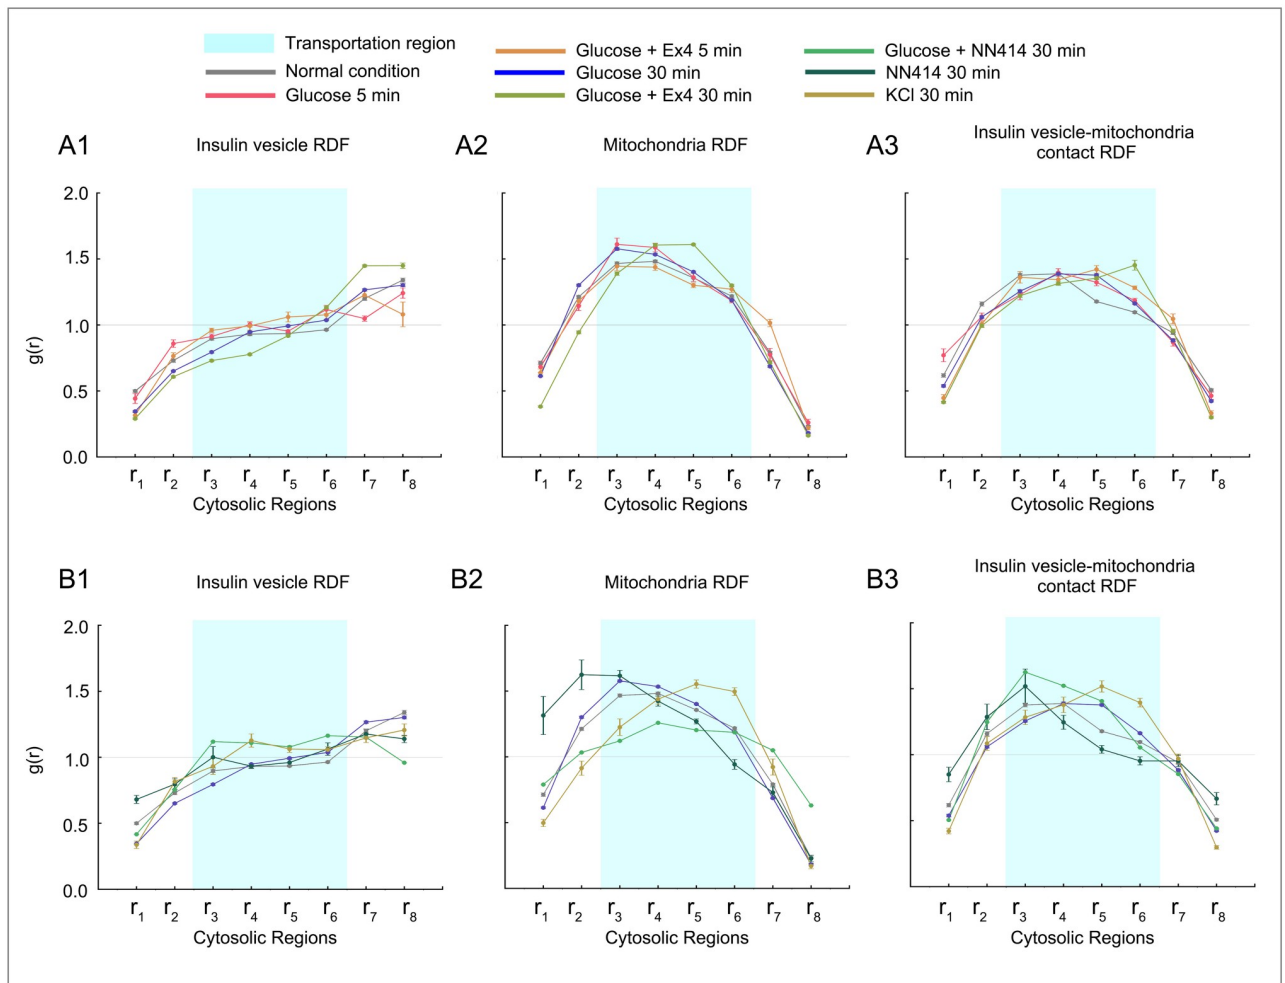 Transportation region
Normal condition
Glucose 5 min
Glucose + Ex4 5 min
Glucose 30 min
Glucose + Ex4 30 min
Glucose + NN414 30 min
NN414 30 min
KCl 30 min
A1
Insulin vesicle RDF
2.0
1.5
1.0
0.5
0.0
g(r)
r1 r2 r3 r4 r5 r6 r7 r8
Cytosolic Regions
A2
Mitochondria RDF
r1 r2 r3 r4 r5 r6 r7 r8
Cytosolic Regions
A3
Insulin vesicle-mitochondria
contact RDF
r1 r2 r3 r4 r5 r6 r7 r8
Cytosolic Regions
B1
Insulin vesicle RDF
2.0
1.5
1.0
0.5
0.0
g(r)
r1 r2 r3 r4 r5 r6 r7 r8
Cytosolic Regions
B2
Mitochondria RDF
r1 r2 r3 r4 r5 r6 r7 r8
Cytosolic Regions
B3
Insulin vesicle-mitochondria
contact RDF
r1 r2 r3 r4 r5 r6 r7 r8
Cytosolic Regions